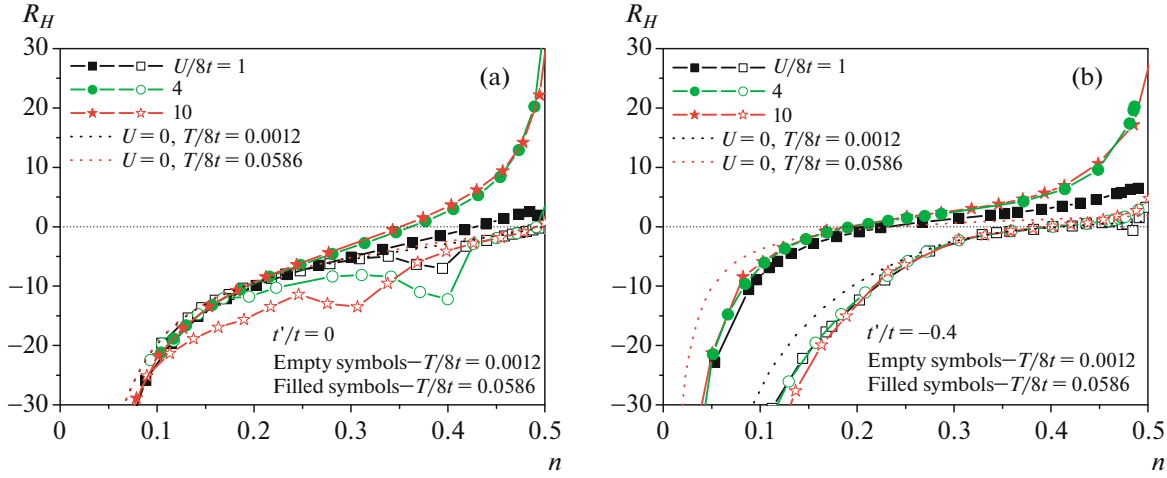 R_H
30
20
10
0
−10
−20
−30
0
0.1
0.2
0.3
0.4
0.5
n
(a)
U/8t = 1
4
10
U = 0, T/8t = 0.0012
U = 0, T/8t = 0.0586
t'/t = 0
Empty symbols−T/8t = 0.0012
Filled symbols−T/8t = 0.0586
R_H
30
20
10
0
−10
−20
−30
0
0.1
0.2
0.3
0.4
0.5
n
(b)
U/8t = 1
4
10
U = 0, T/8t = 0.0012
U = 0, T/8t = 0.0586
t'/t = −0.4
Empty symbols−T/8t = 0.0012
Filled symbols−T/8t = 0.0586